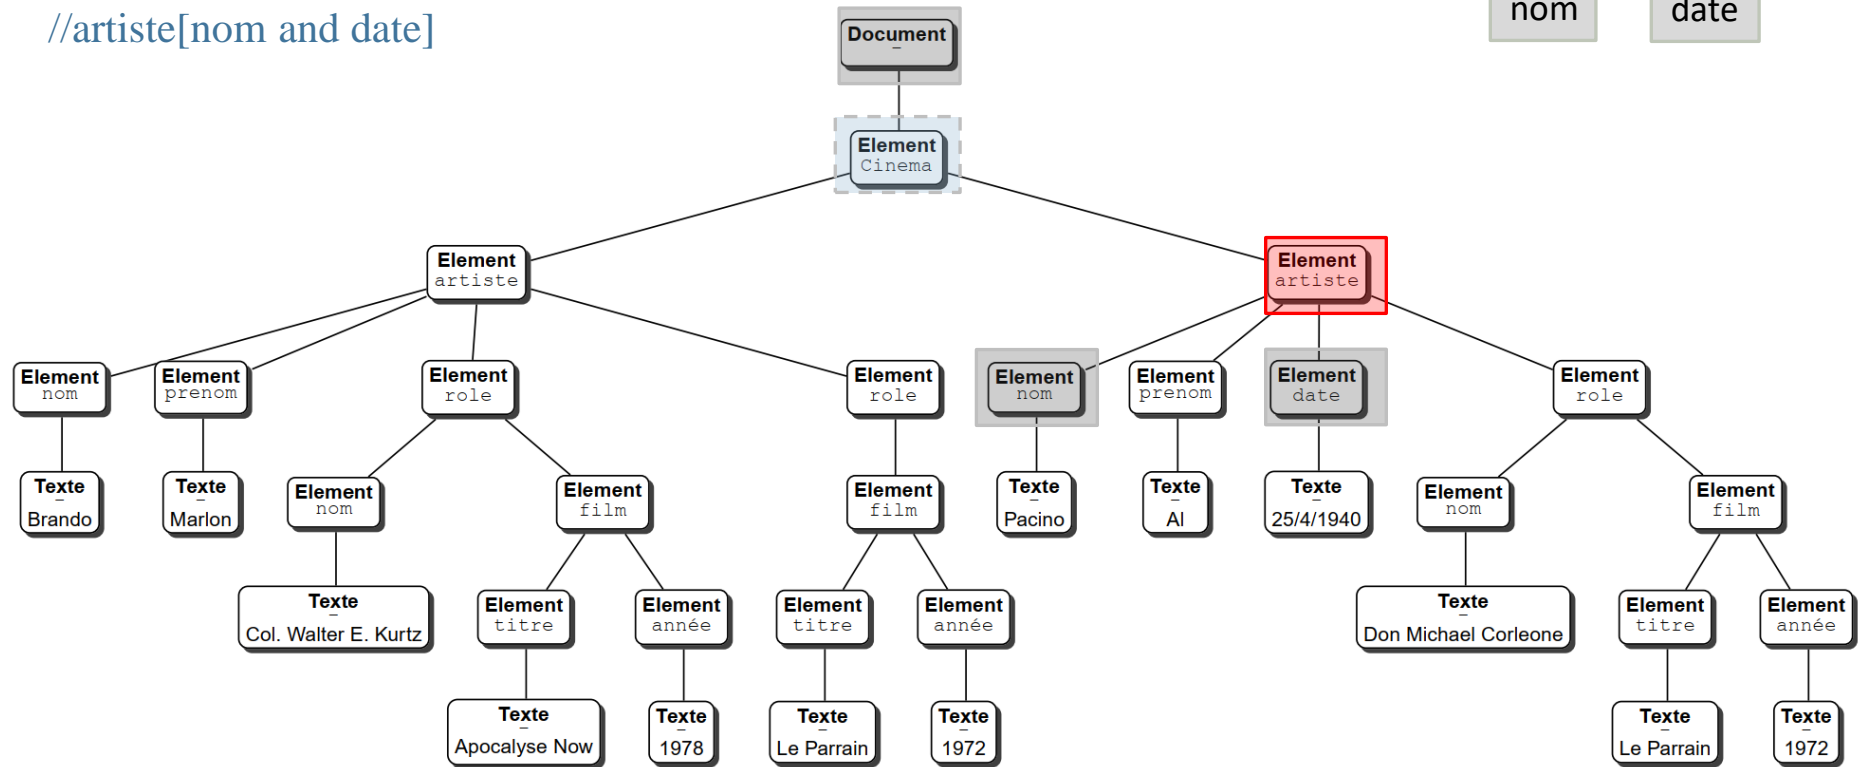 //artiste[nom and date]
nom
date
Document
–
Element
Cinema
Element
artiste
Element
artiste
Element
nom
Element
prenom
Element
role
Element
role
Element
nom
Element
prenom
Element
date
Element
role
Texte
–
Brando
Texte
–
Marlon
Element
nom
Element
film
Element
film
Texte
–
Pacino
Texte
–
Al
Texte
–
25/4/1940
Element
nom
Element
film
Texte
–
Col. Walter E. Kurtz
Element
titre
Element
année
Element
titre
Element
année
Texte
–
Don Michael Corleone
Element
titre
Element
année
Texte
–
Apocalyse Now
Texte
–
1978
Texte
–
Le Parrain
Texte
–
1972
Texte
–
Le Parrain
Texte
–
1972